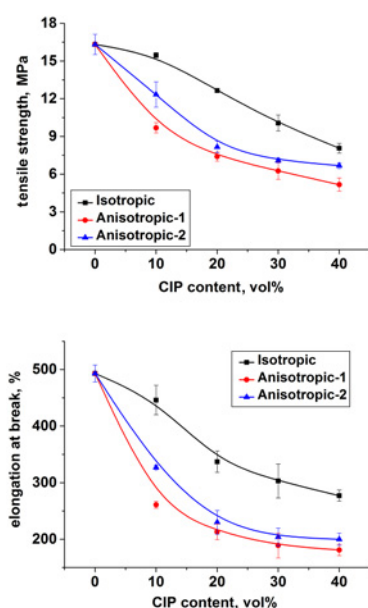 18
15
12
9
6
3
0
tensile strength, MPa
Isotropic
Anisotropic-1
Anisotropic-2
0 10 20 30 40
CIP content, vol%
500
400
300
200
elongation at break, %
Isotropic
Anisotropic-1
Anisotropic-2
0 10 20 30 40
CIP content, vol%